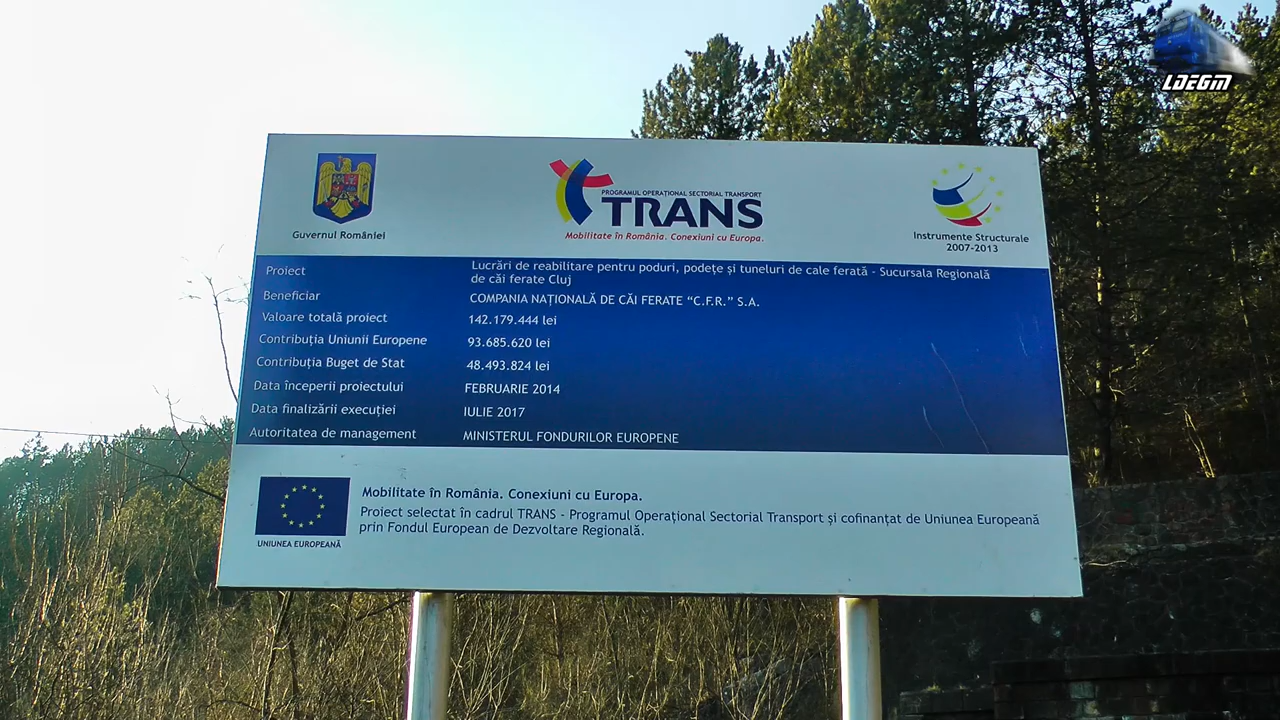 LDEGM
Guvernul României
PROGRAMUL OPERAȚIONAL SECTORIAL TRANSPORT
TRANS
Mobilitate în România. Conexiuni cu Europa.
Instrumente Structurale
2007-2013
Proiect Lucrări de reabilitare pentru poduri, podețe și tuneluri de cale ferată - Sucursala Regională
de căi ferate Cluj
Beneficiar COMPANIA NAȚIONALĂ DE CĂI FERATE “C.F.R.” S.A.
Valoare totală proiect 142.179.444 lei
Contribuția Uniunii Europene 93.685.620 lei
Contribuția Buget de Stat 48.493.824 lei
Data începerii proiectului FEBRUARIE 2014
Data finalizării execuției IULIE 2017
Autoritatea de management MINISTERUL FONDURILOR EUROPENE
Mobilitate în România. Conexiuni cu Europa.
Proiect selectat în cadrul TRANS - Programul Operațional Sectorial Transport și cofinanțat de Uniunea Europeană
prin Fondul European de Dezvoltare Regională.
UNIUNEA EUROPEANĂ